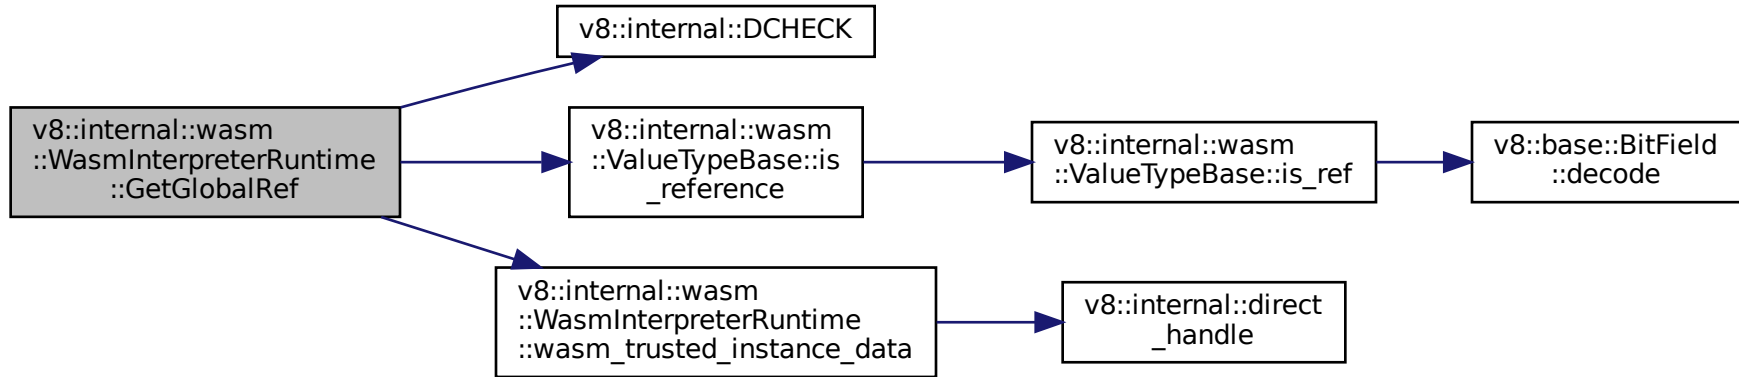 v8::internal::DCHECK
v8::internal::wasm
::WasmInterpreterRuntime
::GetGlobalRef
v8::internal::wasm
::ValueTypeBase::is
_reference
v8::internal::wasm
::ValueTypeBase::is_ref
v8::base::BitField
::decode
v8::internal::wasm
::WasmInterpreterRuntime
::wasm_trusted_instance_data
v8::internal::direct
_handle